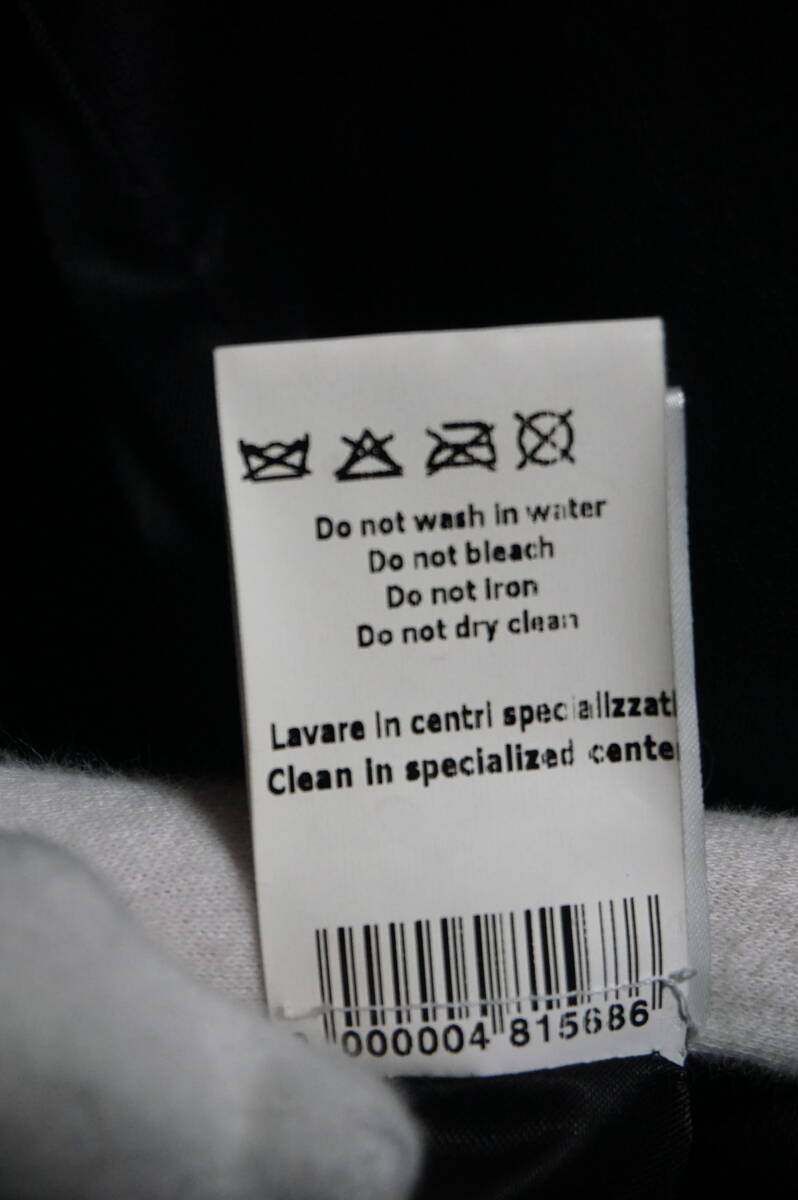 Do not wash in water
Do not bleach
Do not iron
Do not dry clean
Lavare in centri specializzati
Clean in specialized cente
000004 815686